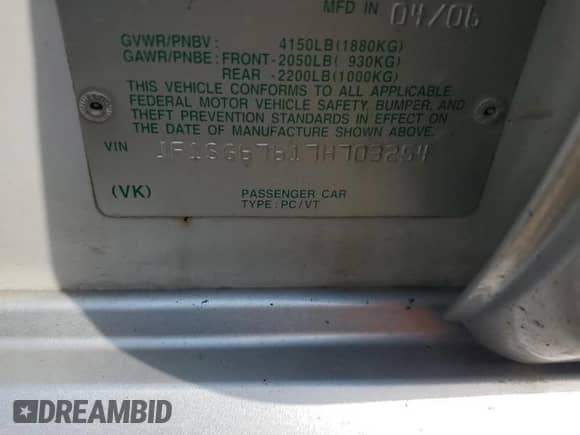 MFD IN 04/06
GVWR/PNBV: 4150LB(1880KG)
GAWR/PNBE: FRONT-2050LB( 930KG)
REAR -2200LB(1000KG)
THIS VEHICLE CONFORMS TO ALL APPLICABLE
FEDERAL MOTOR VEHICLE SAFETY, BUMPER, AND
THEFT PREVENTION STANDARDS IN EFFECT ON
THE DATE OF MANUFACTURE SHOWN ABOVE.
VIN JF1SG67617H703254
(VK) PASSENGER CAR
TYPE: PC/VT
DREAMBID